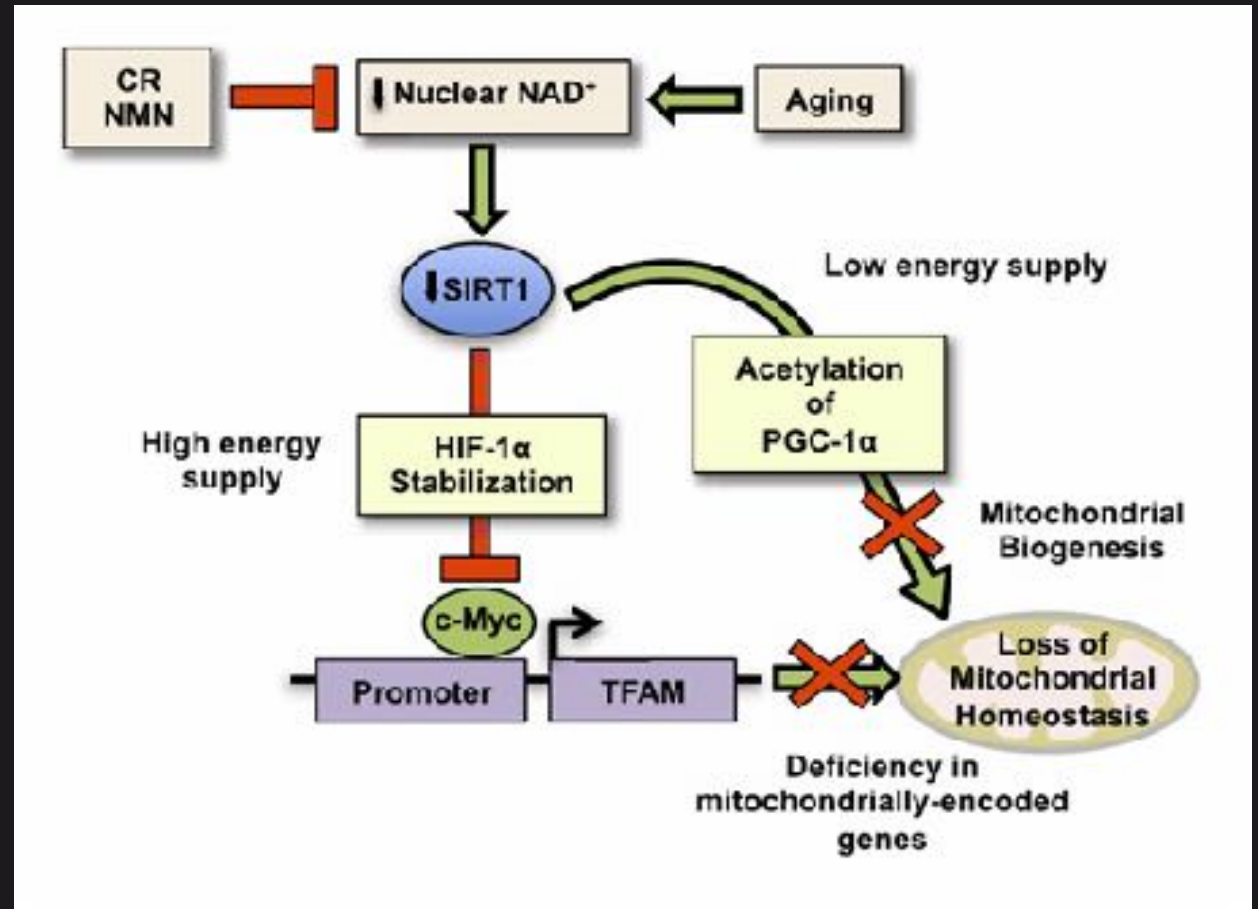 CR
NMN
⬇Nuclear NAD⁺
Aging
⬇SIRT1
Low energy supply
Acetylation
of
PGC-1α
High energy
supply
HIF-1α
Stabilization
Mitochondrial
Biogenesis
c-Myc
Promoter
TFAM
Loss of
Mitochondrial
Homeostasis
Deficiency in
mitochondrially-encoded
genes